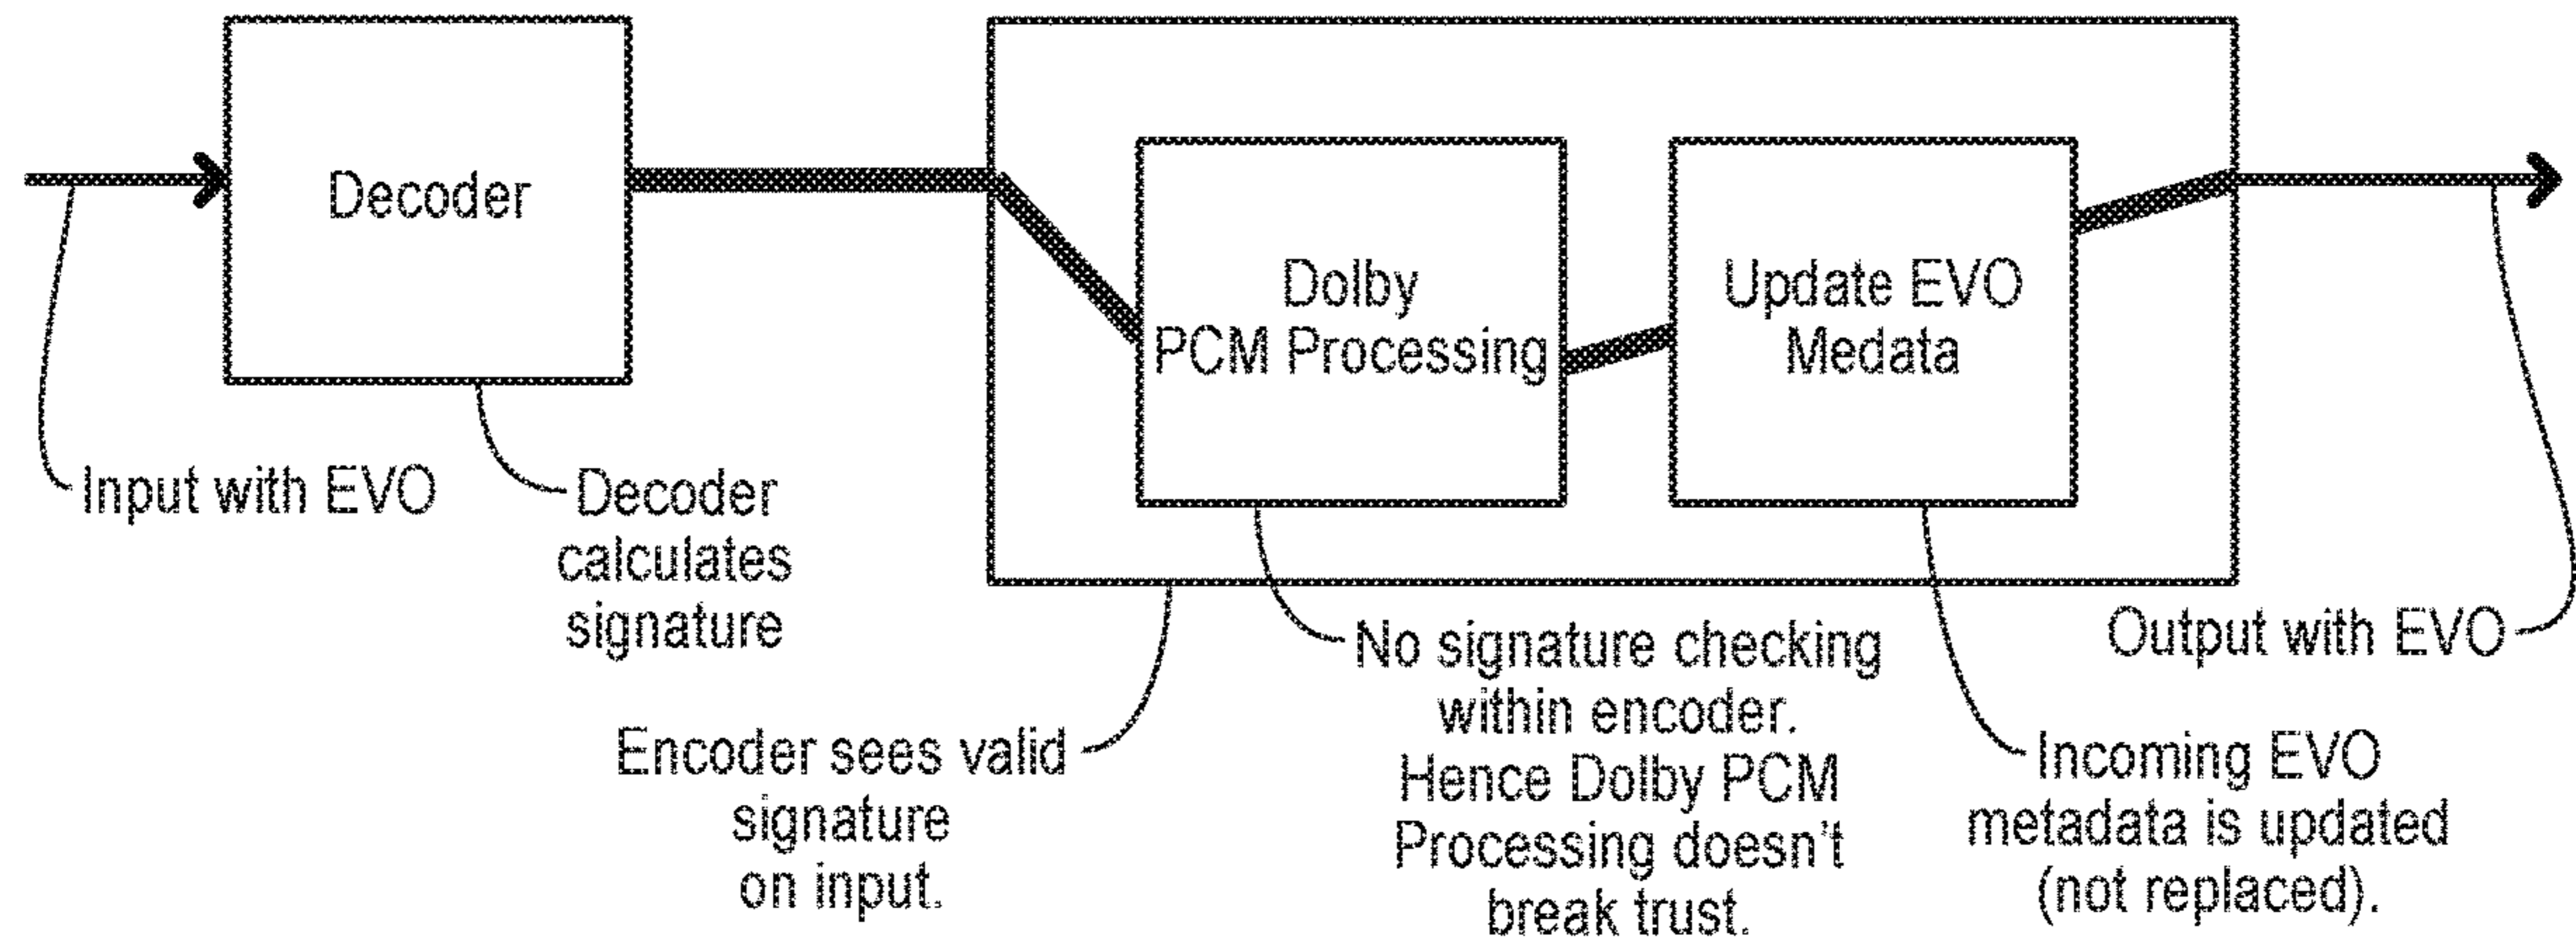 Decoder
Dolby
PCM Processing
Update EVO
Medata
Input with EVO
Decoder
calculates
signature
Encoder sees valid
signature
on input.
No signature checking
within encoder.
Hence Dolby PCM
Processing doesn't
break trust.
Incoming EVO
metadata is updated
(not replaced).
Output with EVO